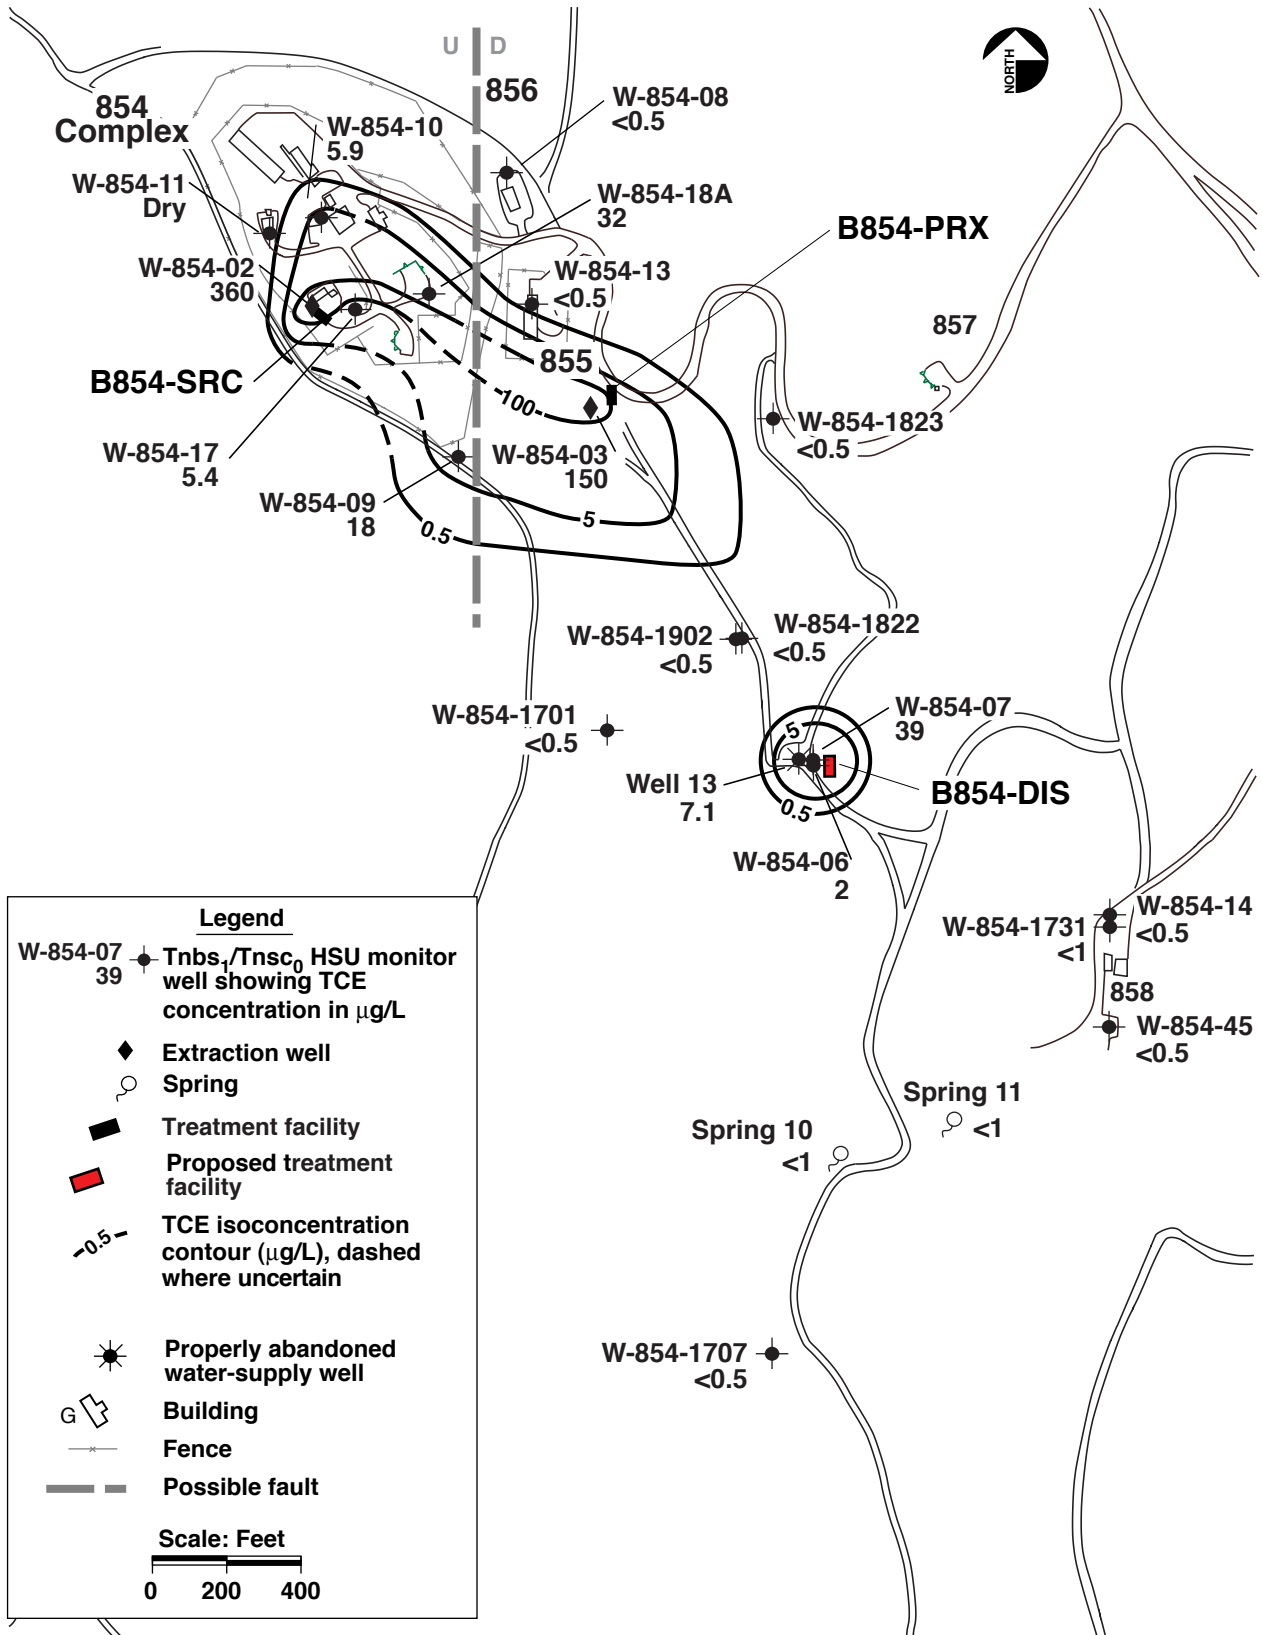 U D
NORTH
856
854
Complex
W-854-08
<0.5
W-854-10
5.9
W-854-11
Dry
W-854-18A
32
B854-PRX
W-854-02
360
W-854-13
<0.5
857
855
B854-SRC
100
W-854-1823
<0.5
W-854-17
5.4
W-854-03
150
W-854-09
18
5
0.5
W-854-1902
<0.5
W-854-1822
<0.5
W-854-1701
<0.5
W-854-07
39
5
Well 13
7.1
B854-DIS
0.5
W-854-06
2
W-854-14
<0.5
W-854-1731
<1
858
W-854-45
<0.5
Spring 11
<1
Spring 10
<1
W-854-1707
<0.5
Legend
W-854-07
39
Tnbs1/Tnsc0 HSU monitor
well showing TCE
concentration in µg/L
Extraction well
Spring
Treatment facility
Proposed treatment
facility
0.5
TCE isoconcentration
contour (µg/L), dashed
where uncertain
Properly abandoned
water-supply well
G
Building
Fence
Possible fault
Scale: Feet
0 200 400